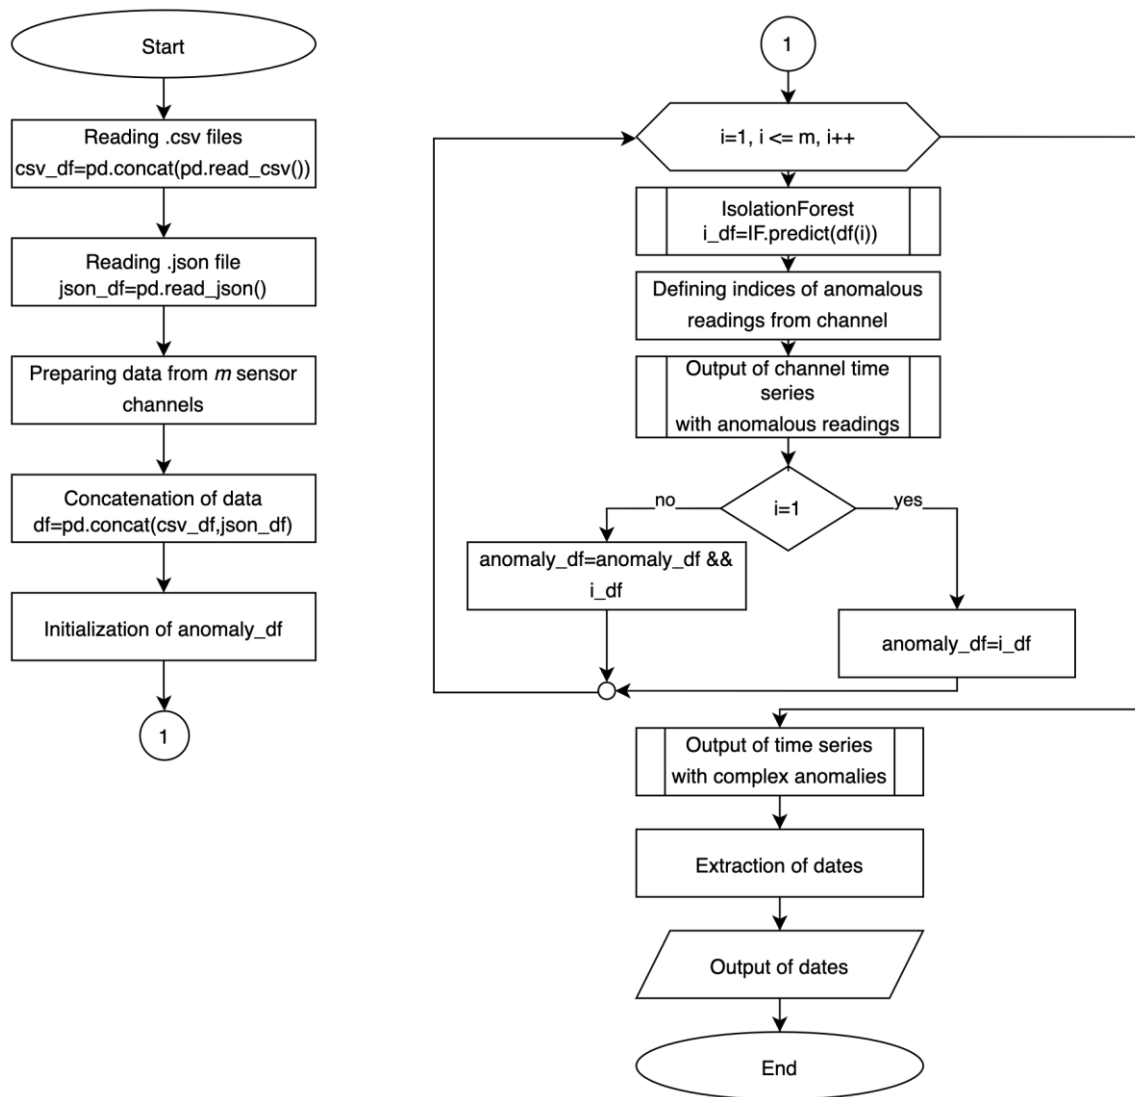 Start
Reading .csv files
csv_df=pd.concat(pd.read_csv())
Reading .json file
json_df=pd.read_json()
Preparing data from m sensor
channels
Concatenation of data
df=pd.concat(csv_df,json_df)
Initialization of anomaly_df
1
1
i=1, i <= m, i++
IsolationForest
i_df=IF.predict(df(i))
Defining indices of anomalous
readings from channel
Output of channel time
series
with anomalous readings
i=1
no
yes
anomaly_df=anomaly_df &&
i_df
anomaly_df=i_df
Output of time series
with complex anomalies
Extraction of dates
Output of dates
End